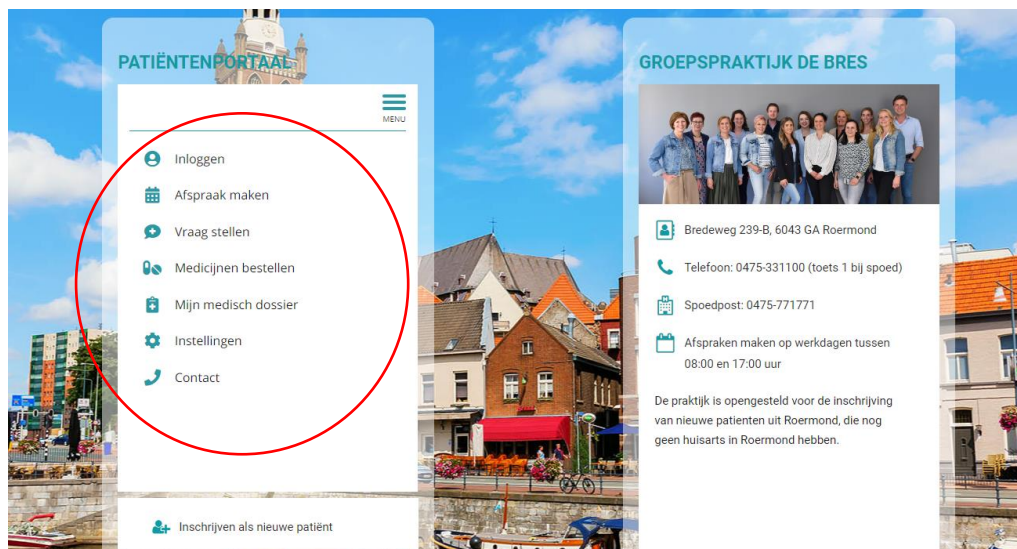 PATIËNTENPORTAAL
MENU
Inloggen
Afspraak maken
Vraag stellen
Medicijnen bestellen
Mijn medisch dossier
Instellingen
Contact
Inschrijven als nieuwe patiënt
GROEPSPRAKTIJK DE BRES
Bredeweg 239-B, 6043 GA Roermond
Telefoon: 0475-331100 (toets 1 bij spoed)
Spoedpost: 0475-771771
Afspraken maken op werkdagen tussen
08:00 en 17:00 uur
De praktijk is opengesteld voor de inschrijving
van nieuwe patienten uit Roermond, die nog
geen huisarts in Roermond hebben.